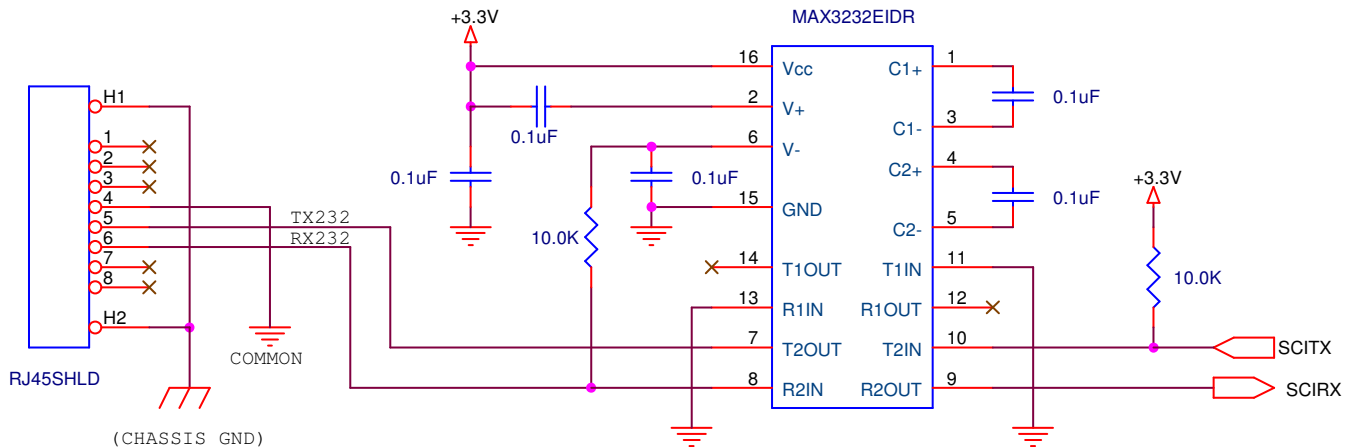 MAX3232EIDR
+3.3V
16 Vcc C1+ 1
H1
0.1uF
2 V+
0.1uF
C1- 3
1
6 V-
2
C2+ 4
3
0.1uF
0.1uF
+3.3V
4
15 GND
0.1uF
TX232
5
C2- 5
RX232
6
10.0K
7
14 T1OUT T1IN 11
8
10.0K
13 R1IN R1OUT 12
H2
COMMON
7 T2OUT T2IN 10
SCITX
RJ45SHLD
8 R2IN R2OUT 9
SCIRX
(CHASSIS GND)